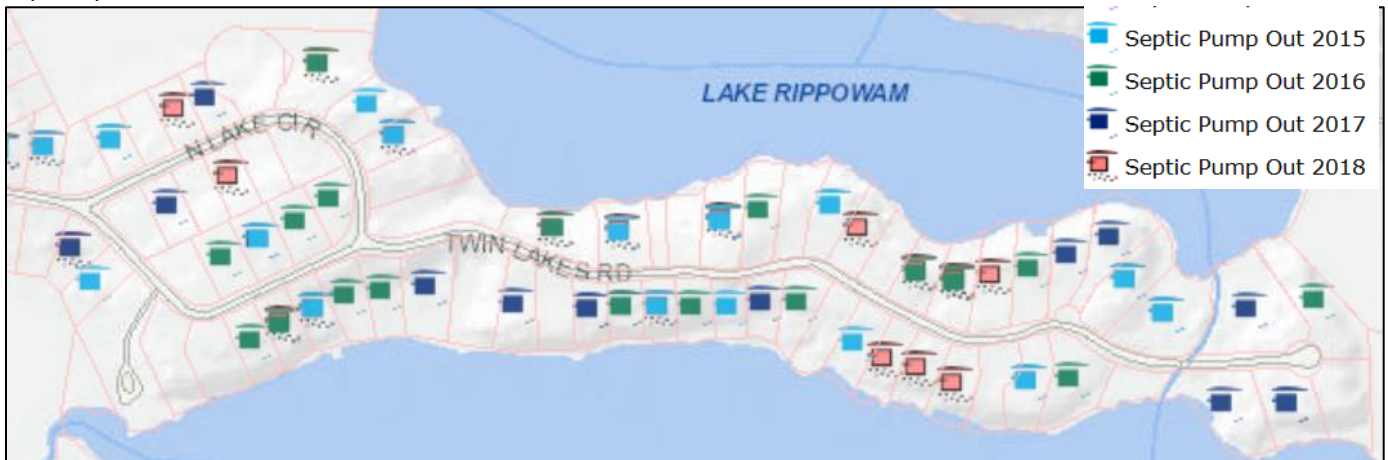 Septic Pump Out 2015
LAKE RIPPOWAM
Septic Pump Out 2016
Septic Pump Out 2017
N LAKE CIR
Septic Pump Out 2018
TWIN LAKES RD